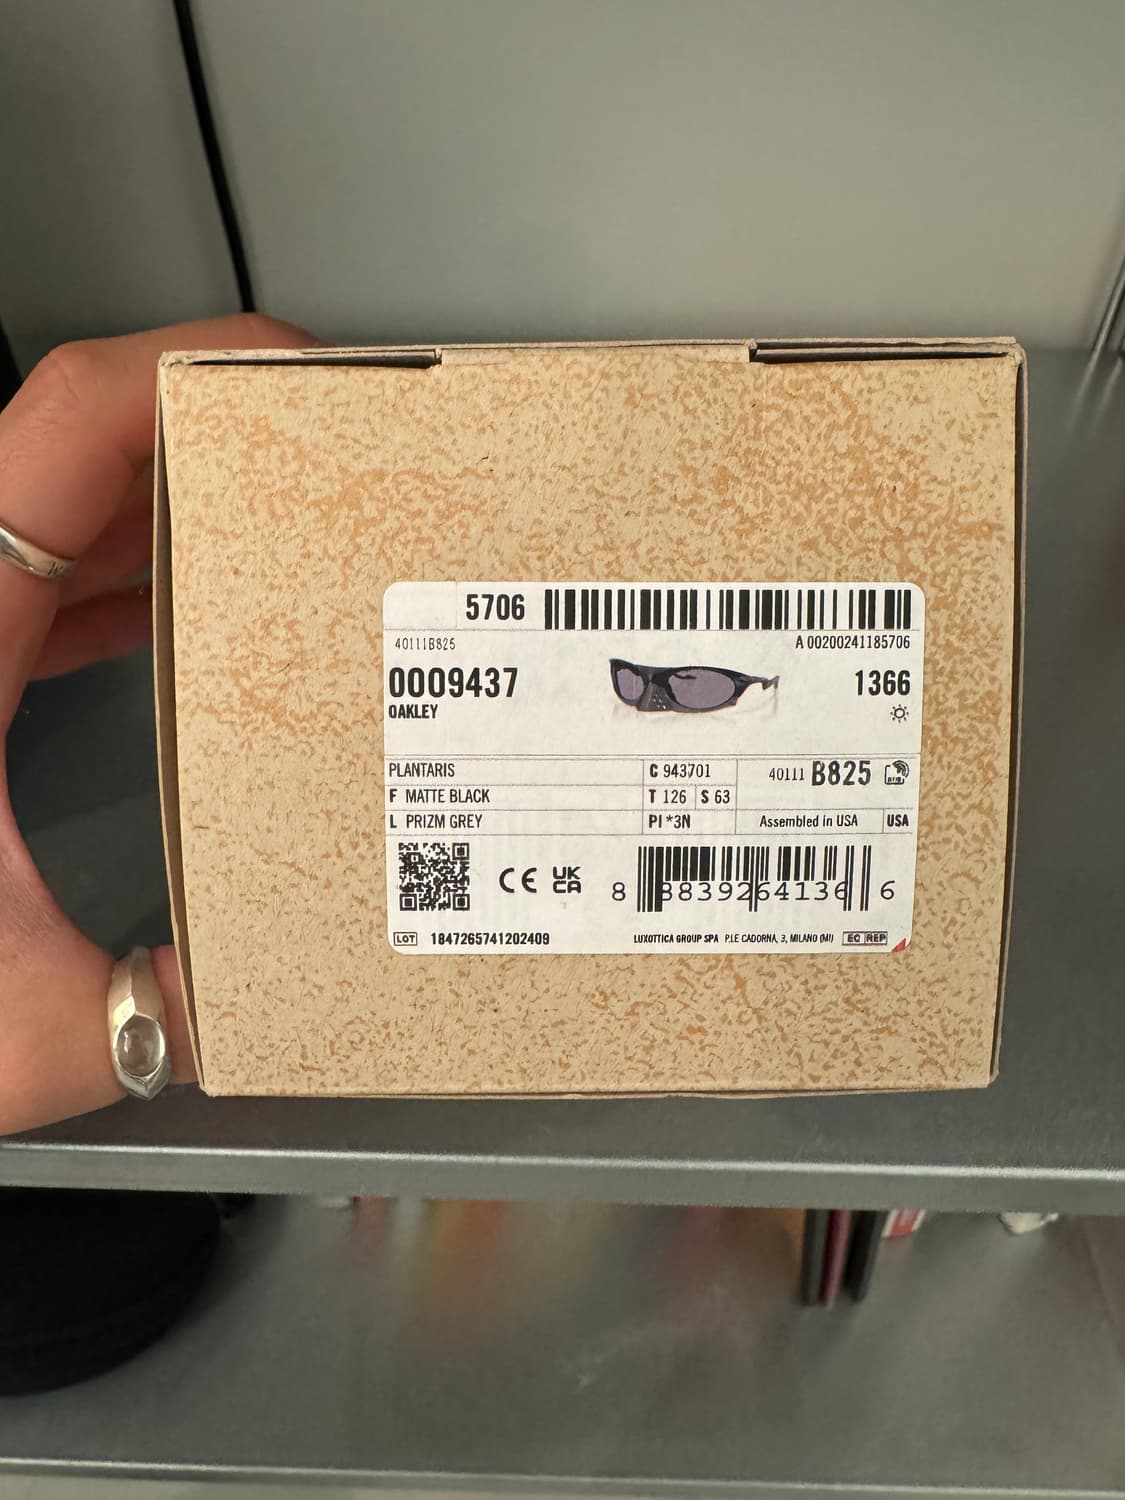 5706
40111B825
A 00200241185706
0009437
1366
OAKLEY
PLANTARIS
C 943701
40111 B825
F MATTE BLACK
T 126 S 63
L PRIZM GREY
PI *3N
Assembled in USA
USA
CE UK CA
8 8839264136 6
LOT 1847265741202409
LUXOTTICA GROUP SPA P.LE CADORNA, 3, MILANO (MI) EC REP